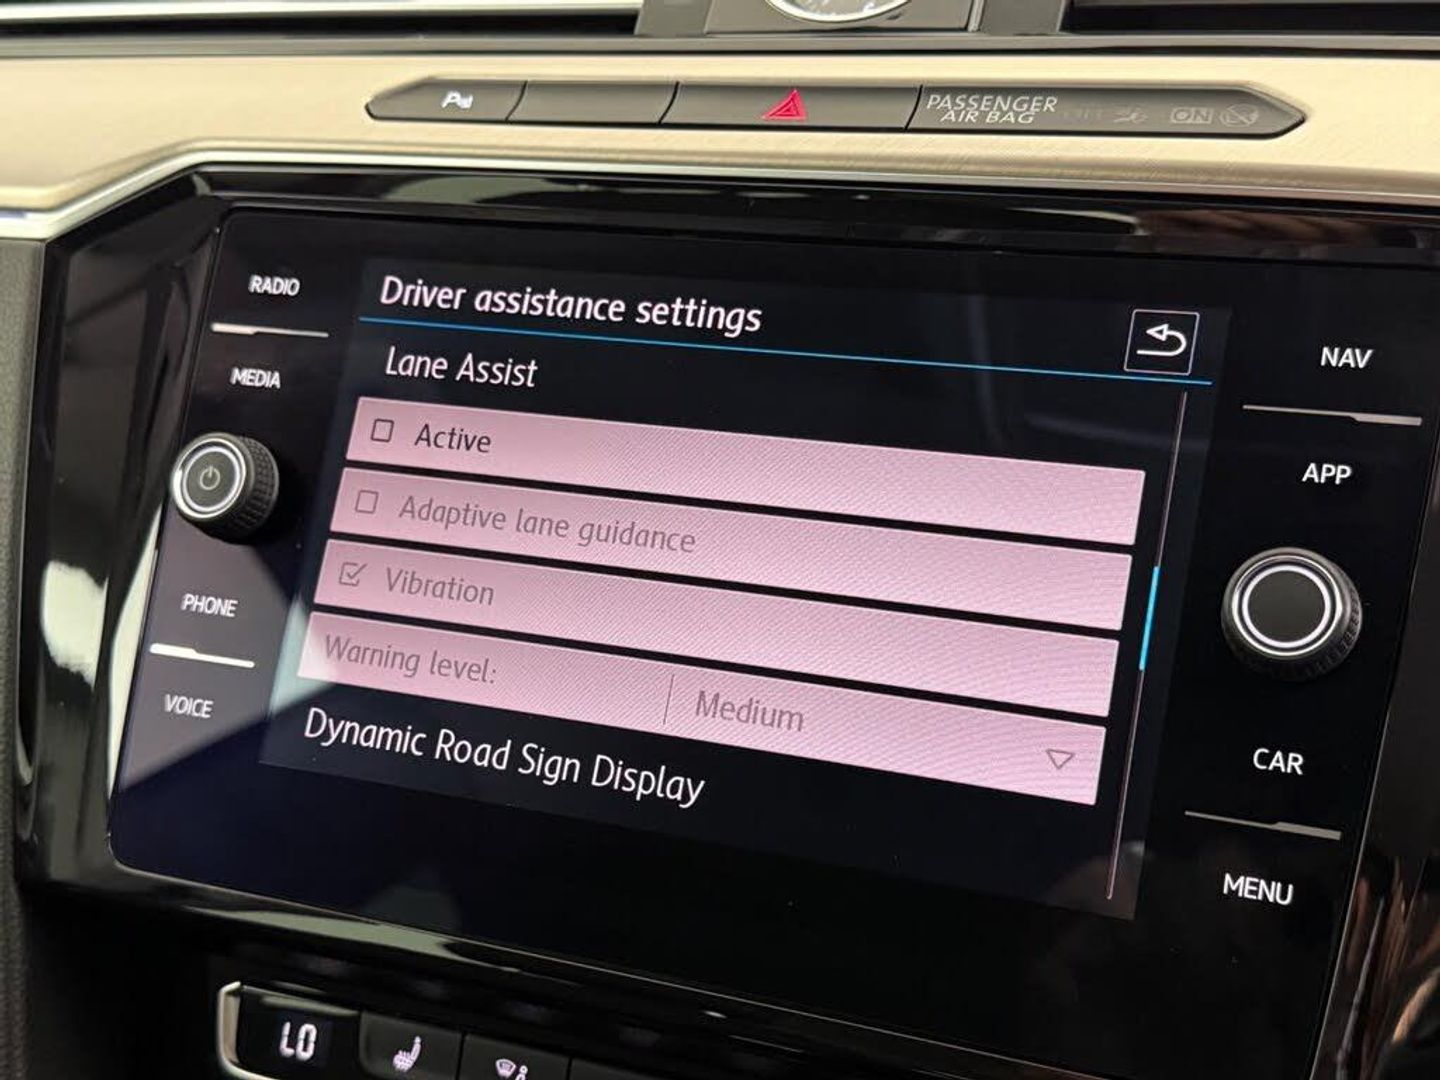 PASSENGER
AIR BAG
ON
RADIO
MEDIA
PHONE
VOICE
Driver assistance settings
Lane Assist
Active
Adaptive lane guidance
Vibration
Warning level: Medium
Dynamic Road Sign Display
NAV
APP
CAR
MENU
LO